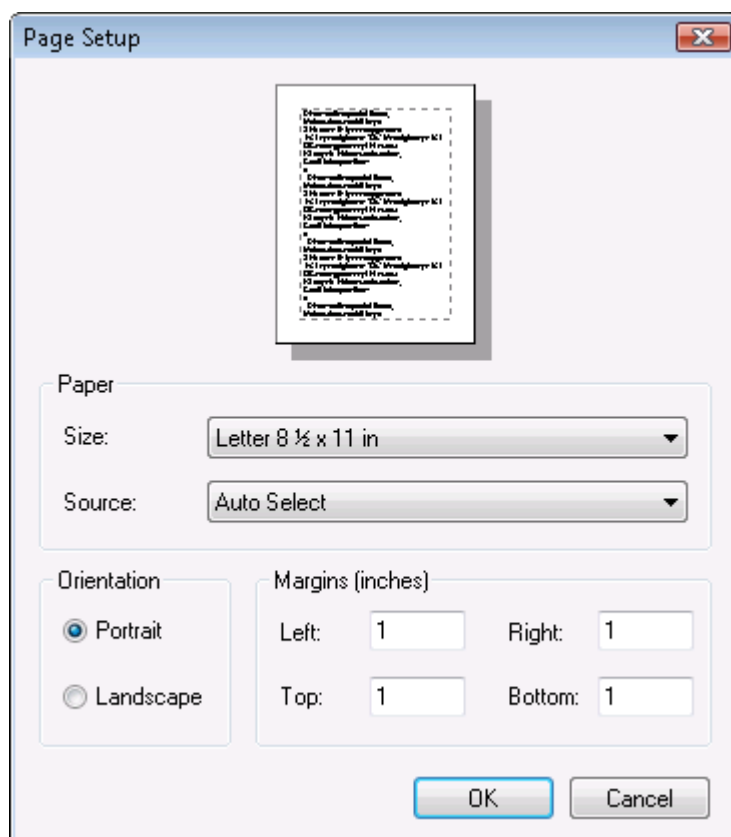 Page Setup
Paper
Size: Letter 8 ½ x 11 in
Source: Auto Select
Orientation
Portrait
Landscape
Margins (inches)
Left: 1 Right: 1
Top: 1 Bottom: 1
OK Cancel